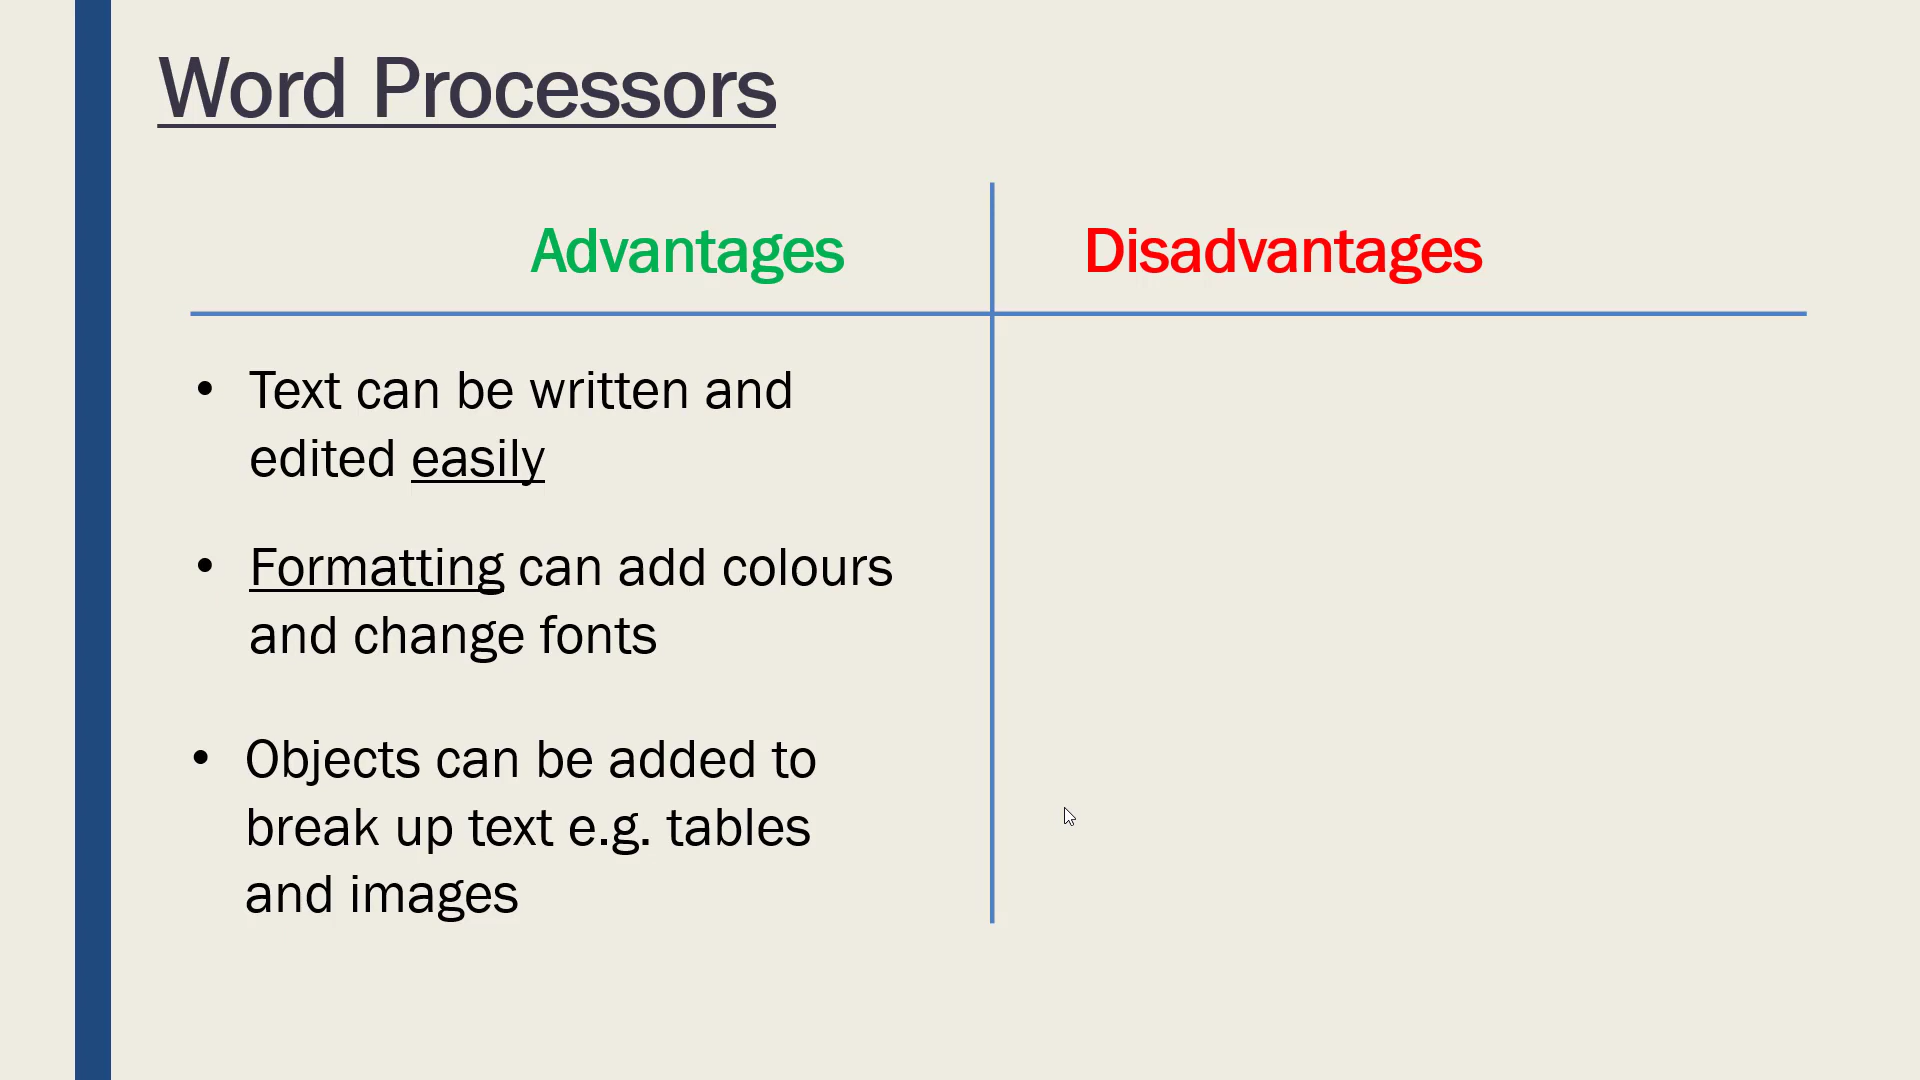 Word Processors
Advantages
Disadvantages
• Text can be written and
edited easily
• Formatting can add colours
and change fonts
• Objects can be added to
break up text e.g. tables
and images